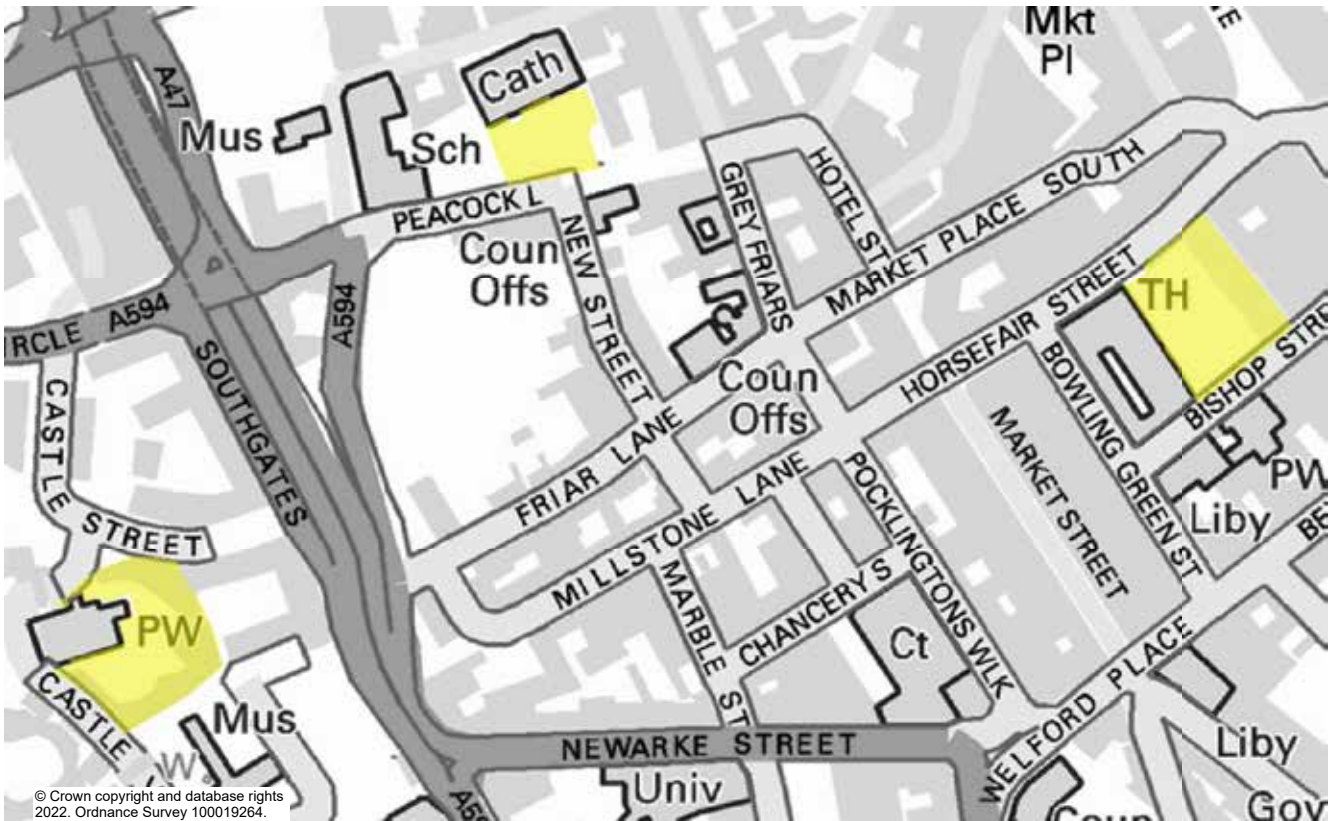 Mkt
Pl
A47
Cath
Mus
Sch
PEACOCK L
GREY FRIARS
HOTEL ST
MARKET PLACE SOUTH
NEW STREET
Coun
Offs
A594
A594
SOUTHGATES
CASTLE STREET
TH
HORSEFAIR STREET
BOWLING GREEN ST
Coun
Offs
FRIAR LANE
MILLSTONE LANE
MARKET STREET
POCKLINGTONS WLK
PW
Liby
MARBLE ST
CHANCERY S
Ct
PW
CASTLE
Mus
W
NEWARKE STREET
WELFORD PLACE
Univ
Liby
Gov
© Crown copyright and database rights
2022. Ordnance Survey 100019264.